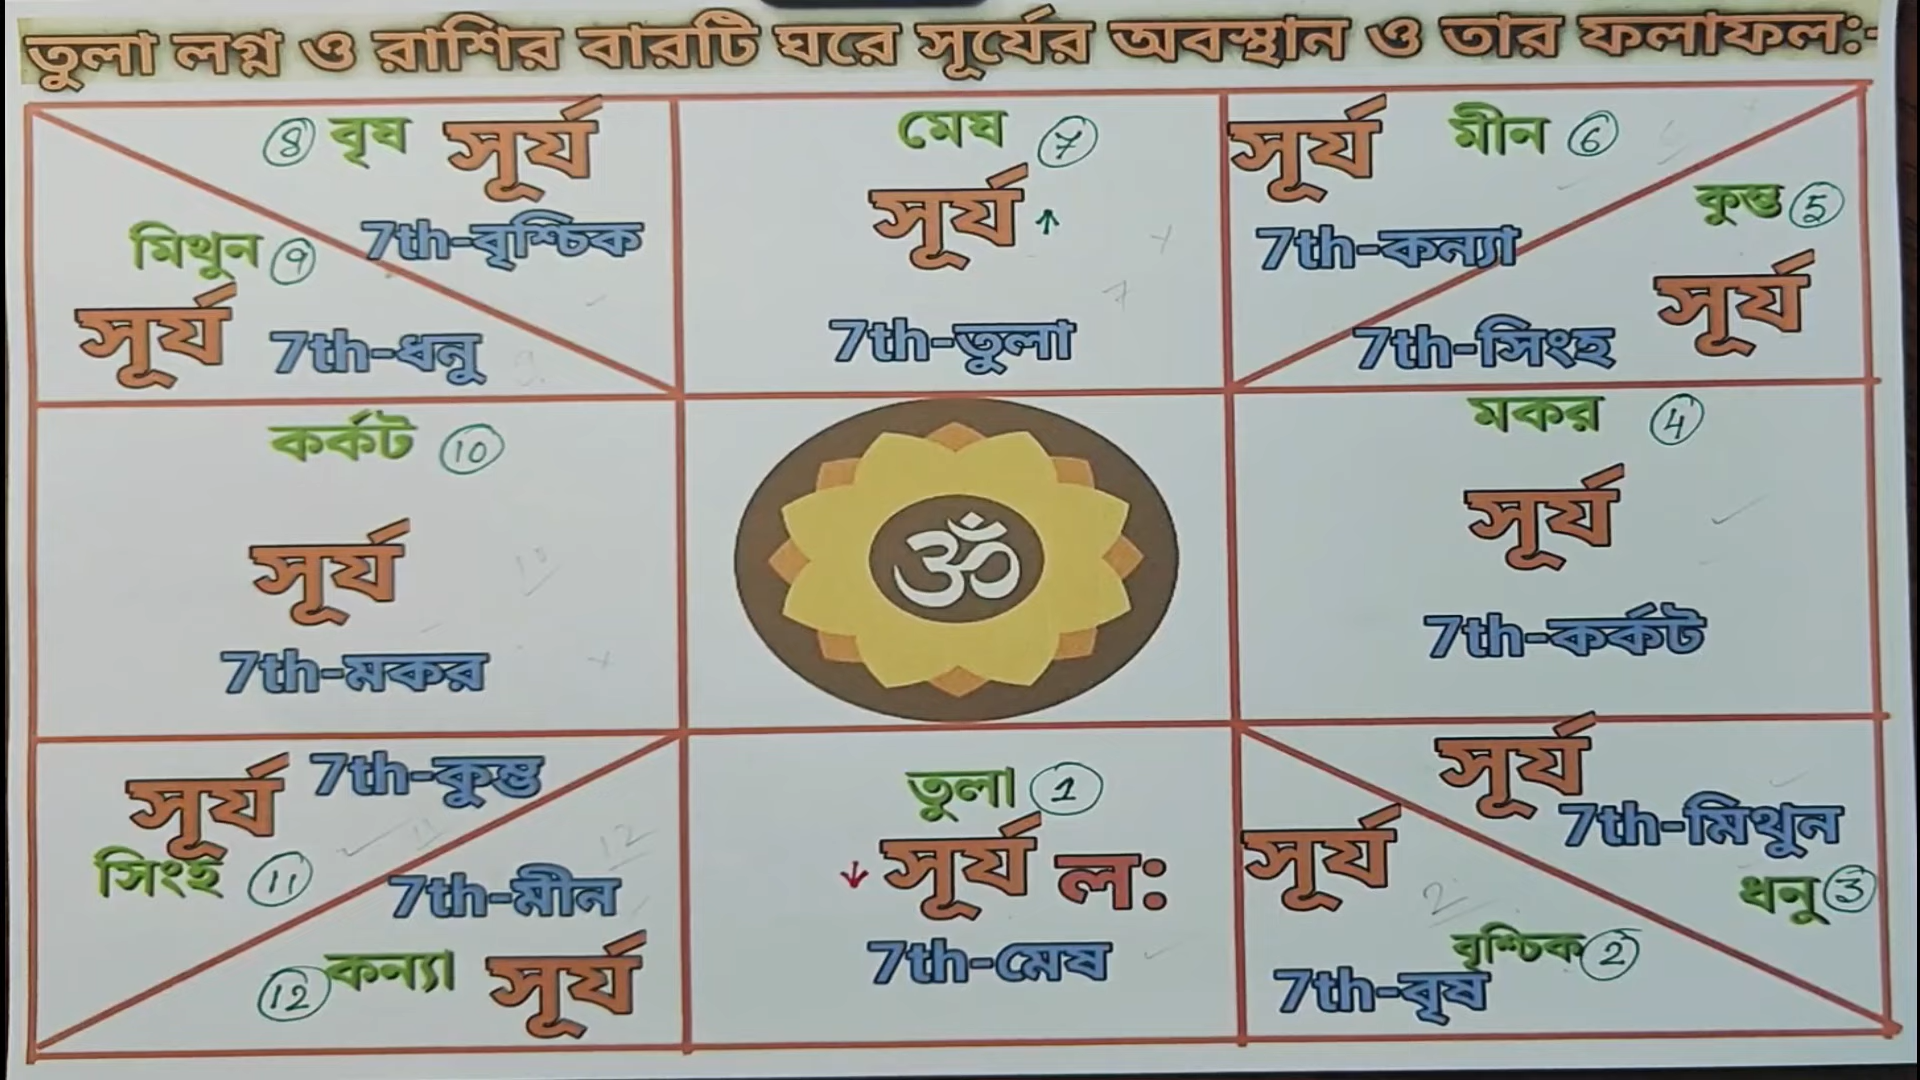 তুলা লগ্ন ও রাশির বারটি ঘরে সূর্যের অবস্থান ও তার ফলাফল:-
8 বৃষ সূর্য
7th-বৃশ্চিক
মিথুন 9
সূর্য 7th-ধনু
মেষ 7
সূর্য ↑
7th-তুলা
সূর্য মীন 6
7th-কন্যা
কুম্ভ 5
সূর্য
7th-সিংহ
কর্কট 10
সূর্য
7th-মকর
ॐ
মকর 4
সূর্য
7th-কর্কট
সূর্য 7th-কুম্ভ
সিংহ 11
7th-মীন
12 কন্যা সূর্য
তুলা 1
↓ সূর্য ল:
7th-মেষ
সূর্য
7th-মিথুন
ধনু 3
সূর্য
বৃশ্চিক 2
7th-বৃষ